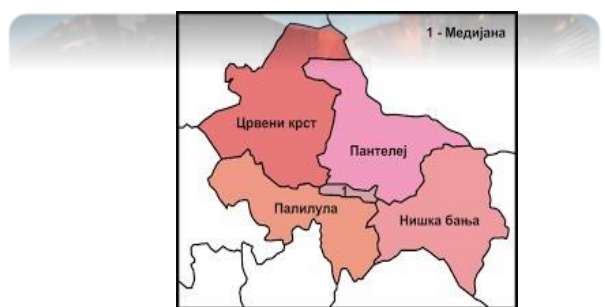 1 - Медијана
Црвени крст
Пантелеј
1
Палилула
Нишка бања